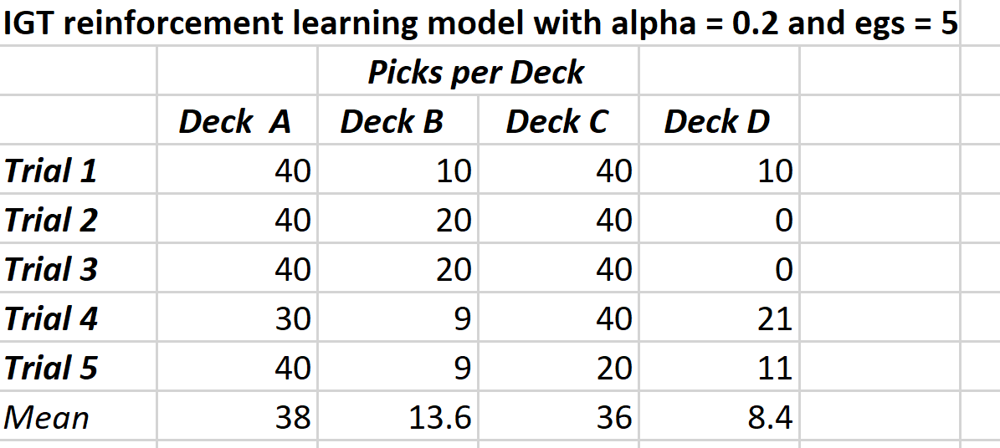 IGT reinforcement learning model with alpha = 0.2 and egs = 5
Picks per Deck
Deck A Deck B Deck C Deck D
Trial 1 40 10 40 10
Trial 2 40 20 40 0
Trial 3 40 20 40 0
Trial 4 30 9 40 21
Trial 5 40 9 20 11
Mean 38 13.6 36 8.4